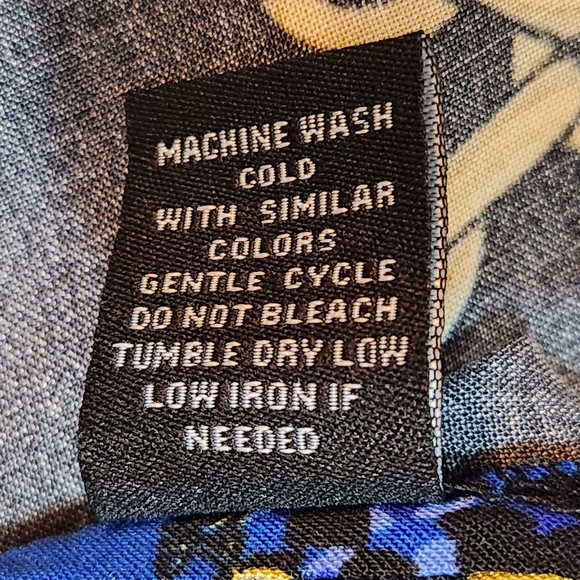 MACHINE WASH
COLD
WITH SIMILAR
COLORS
GENTLE CYCLE
DO NOT BLEACH
TUMBLE DRY LOW
LOW IRON IF
NEEDED